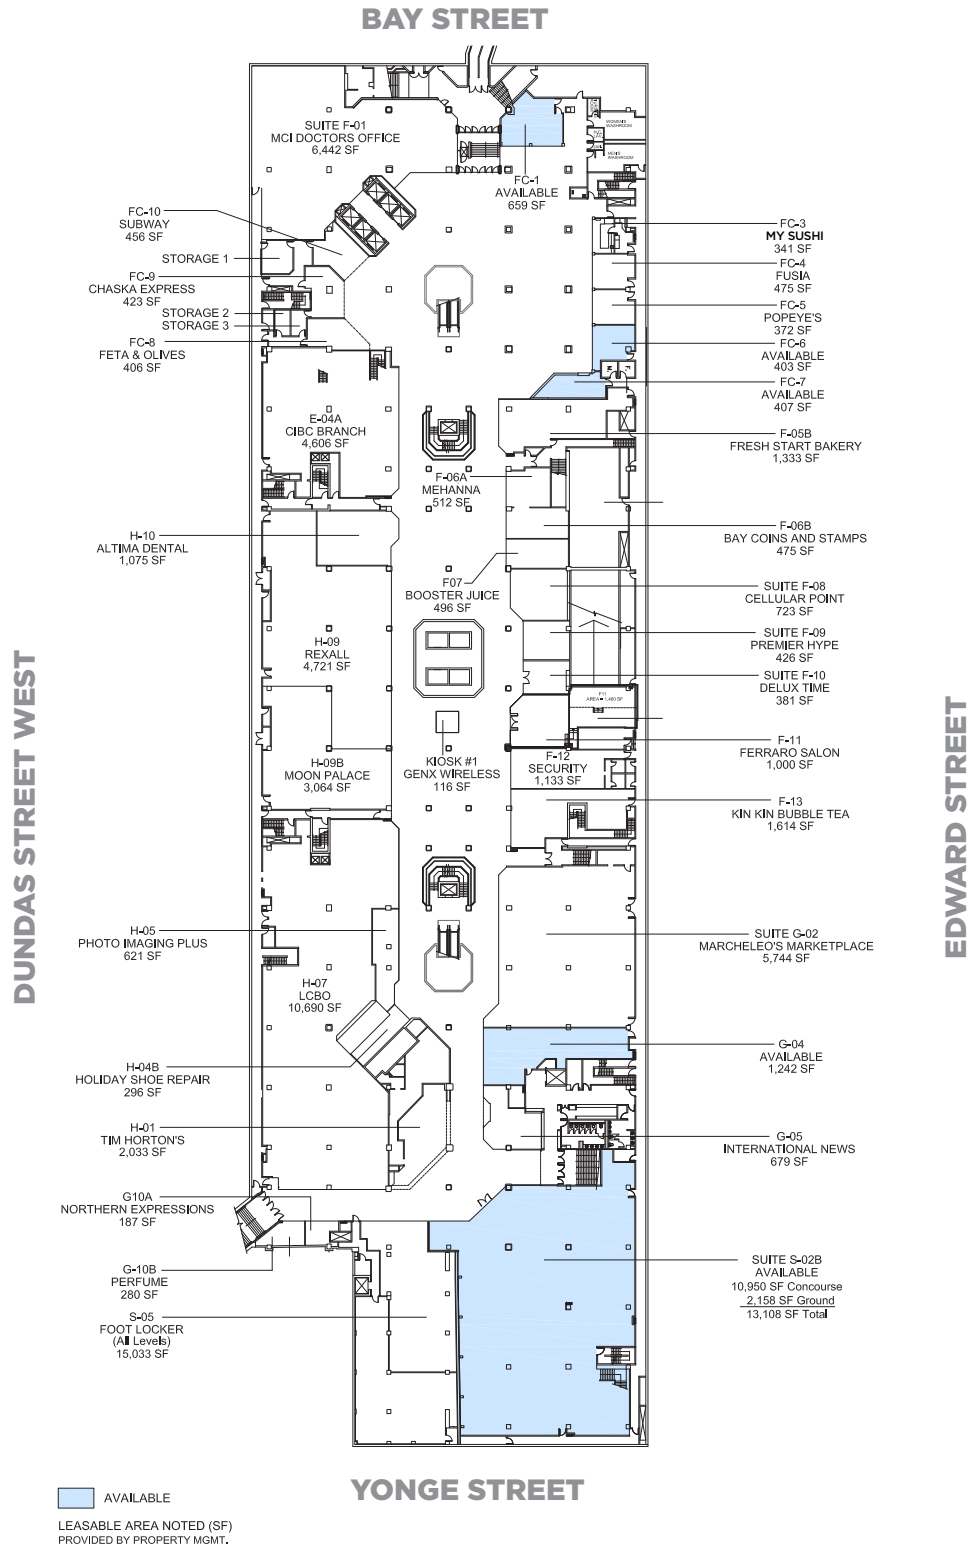 BAY STREET
SUITE F-01
MCI DOCTORS OFFICE
6,442 SF
WOMEN'S
WASHROOM
MEN'S
WASHROOM
FC-1
AVAILABLE
659 SF
FC-10
SUBWAY
456 SF
STORAGE 1
FC-9
CHASKA EXPRESS
423 SF
STORAGE 2
STORAGE 3
FC-8
FETA & OLIVES
406 SF
FC-3
MY SUSHI
341 SF
FC-4
FUSIA
475 SF
FC-5
POPEYE'S
372 SF
FC-6
AVAILABLE
403 SF
M F
FC-7
AVAILABLE
407 SF
E-04A
CIBC BRANCH
4,606 SF
F-05B
FRESH START BAKERY
1,333 SF
F-06A
MEHANNA
512 SF
F-06B
BAY COINS AND STAMPS
475 SF
H-10
ALTIMA DENTAL
1,075 SF
F07
BOOSTER JUICE
496 SF
SUITE F-08
CELLULAR POINT
723 SF
H-09
REXALL
4,721 SF
SUITE F-09
PREMIER HYPE
426 SF
SUITE F-10
DELUX TIME
381 SF
F11
AREA = 1,460 SF
F-11
FERRARO SALON
1,000 SF
H-09B
MOON PALACE
3,064 SF
KIOSK #1
GENX WIRELESS
116 SF
F-12
SECURITY
1,133 SF
F-13
KIN KIN BUBBLE TEA
1,614 SF
DUNDAS STREET WEST
EDWARD STREET
H-05
PHOTO IMAGING PLUS
621 SF
SUITE G-02
MARCHELEO'S MARKETPLACE
5,744 SF
H-07
LCBO
10,690 SF
G-04
AVAILABLE
1,242 SF
H-04B
HOLIDAY SHOE REPAIR
296 SF
H-01
TIM HORTON'S
2,033 SF
G-05
INTERNATIONAL NEWS
679 SF
G10A
NORTHERN EXPRESSIONS
187 SF
G-10B
PERFUME
280 SF
SUITE S-02B
AVAILABLE
10,950 SF Concourse
2,158 SF Ground
13,108 SF Total
S-05
FOOT LOCKER
(All Levels)
15,033 SF
YONGE STREET
AVAILABLE
LEASABLE AREA NOTED (SF)
PROVIDED BY PROPERTY MGMT.